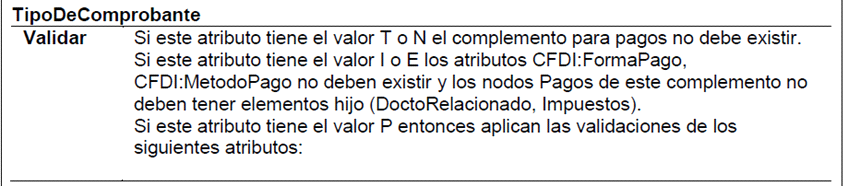 TipoDeComprobante
Validar Si este atributo tiene el valor T o N el complemento para pagos no debe existir.
Si este atributo tiene el valor I o E los atributos CFDI:FormaPago,
CFDI:MetodoPago no deben existir y los nodos Pagos de este complemento no
deben tener elementos hijo (DoctoRelacionado, Impuestos).
Si este atributo tiene el valor P entonces aplican las validaciones de los
siguientes atributos: